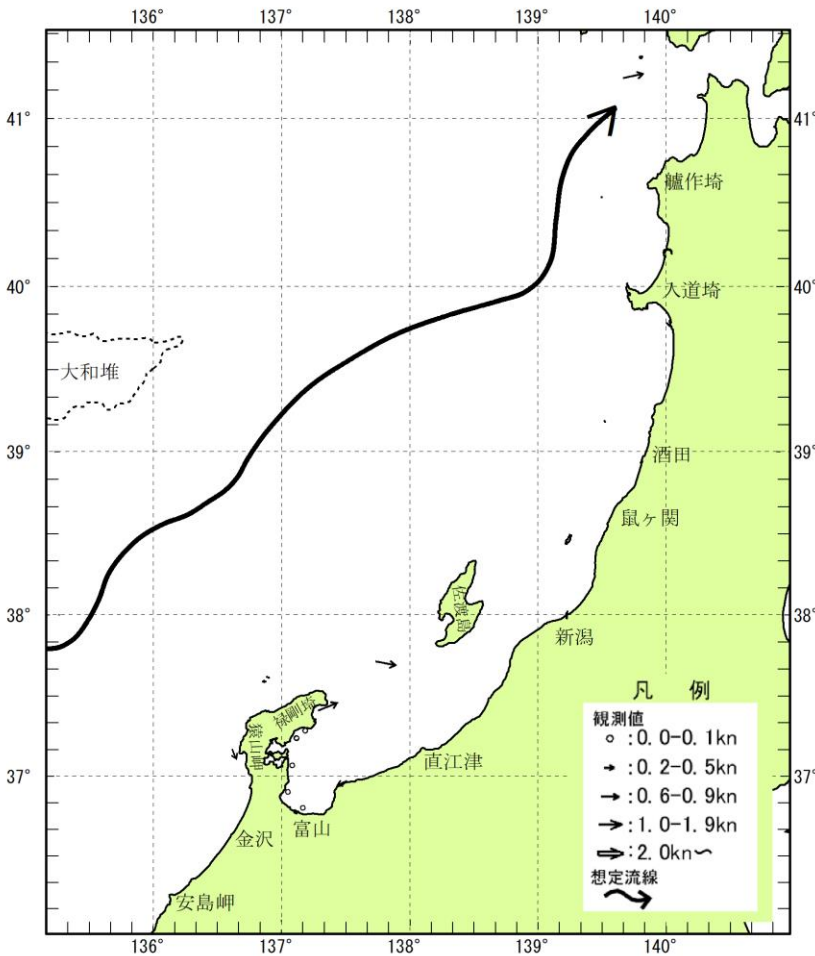 136° 137° 138° 139° 140°
41° 41°
艫作埼
入道埼
40° 40°
大和堆
39° 39°
酒田
鼠ヶ関
佐渡島
38° 38°
新潟
凡 例
観測値
:0.0-0.1kn
:0.2-0.5kn
:0.6-0.9kn
:1.0-1.9kn
:2.0kn~
想定流線
禄剛埼
猿山岬
37° 37°
直江津
富山
金沢
安島岬
136° 137° 138° 139° 140°